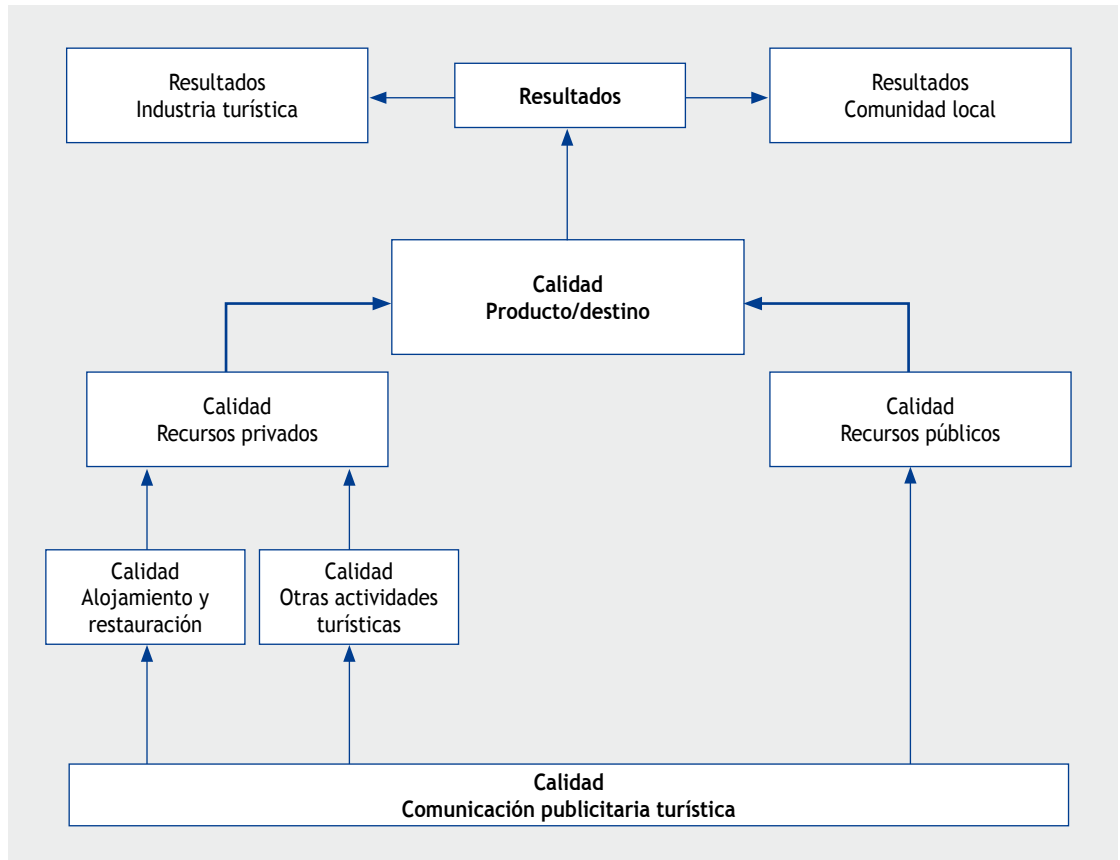 Resultados
Industria turística
Resultados
Resultados
Comunidad local
Calidad
Producto/destino
Calidad
Recursos privados
Calidad
Recursos públicos
Calidad
Alojamiento y
restauración
Calidad
Otras actividades
turísticas
Calidad
Comunicación publicitaria turística